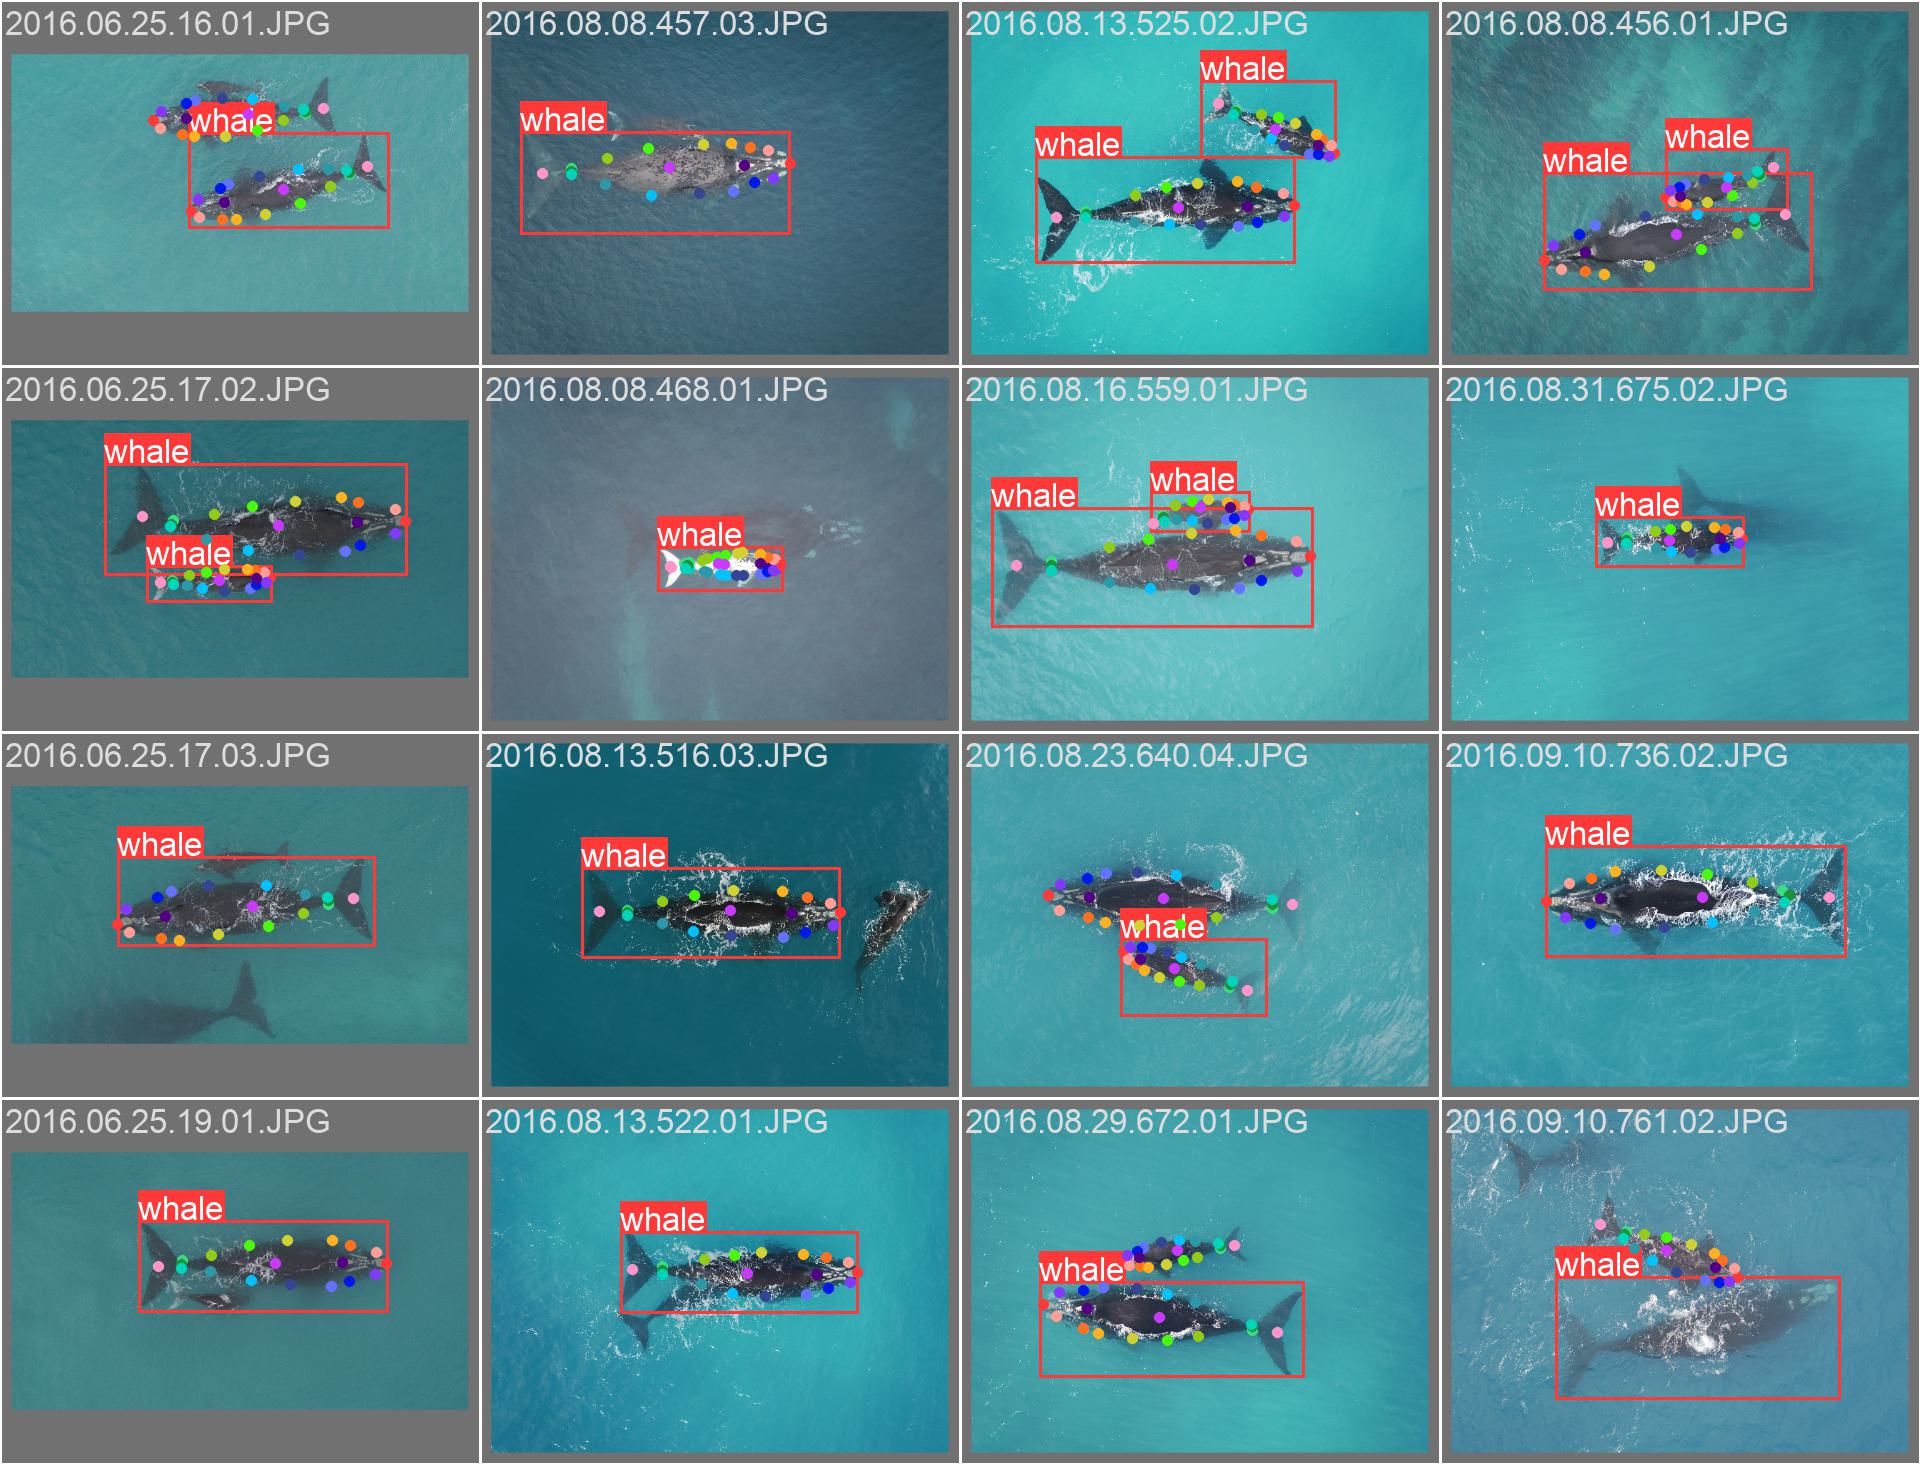 2016.06.25.16.01.JPG
whale
2016.08.08.457.03.JPG
whale
2016.08.13.525.02.JPG
whale
whale
2016.08.08.456.01.JPG
whale
whale
2016.06.25.17.02.JPG
whale
whale
2016.08.08.468.01.JPG
whale
2016.08.16.559.01.JPG
whale
whale
2016.08.31.675.02.JPG
whale
2016.06.25.17.03.JPG
whale
2016.08.13.516.03.JPG
whale
2016.08.23.640.04.JPG
whale
2016.09.10.736.02.JPG
whale
2016.06.25.19.01.JPG
whale
2016.08.13.522.01.JPG
whale
2016.08.29.672.01.JPG
whale
2016.09.10.761.02.JPG
whale